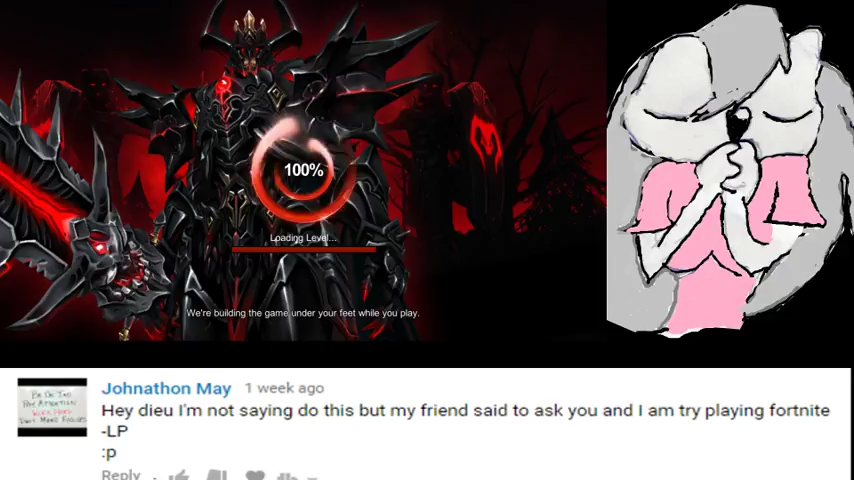 100%
Loading Level...
We're building the game under your feet while you play.
Johnathon May 1 week ago
Hey dieu I'm not saying do this but my friend said to ask you and I am try playing fortnite
-LP
:p
Reply